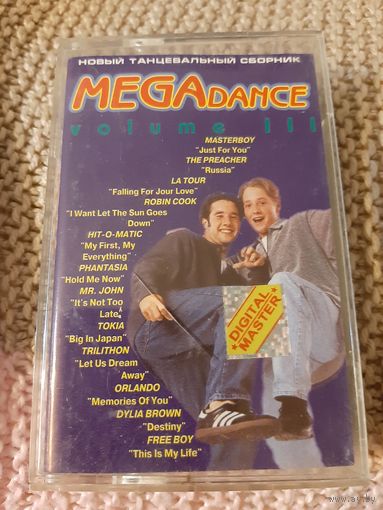 НОВЫЙ ТАНЦЕВАЛЬНЫЙ СБОРНИК
MEGADANCE
volume III
MASTERBOY
"Just For You"
THE PREACHER
"Russia"
LA TOUR
"Falling For Jour Love"
ROBIN COOK
"I Want Let The Sun Goes
Down"
HIT-O-MATIC
"My First, My
Everything"
PHANTASIA
"Hold Me Now"
MR. JOHN
"It's Not Too
Late"
TOKIA
"Big In Japan"
TRILITHON
"Let Us Dream
Away"
ORLANDO
"Memories Of You"
DYLIA BROWN
"Destiny"
FREE BOY
"This Is My Life"
DIGITAL
MASTER